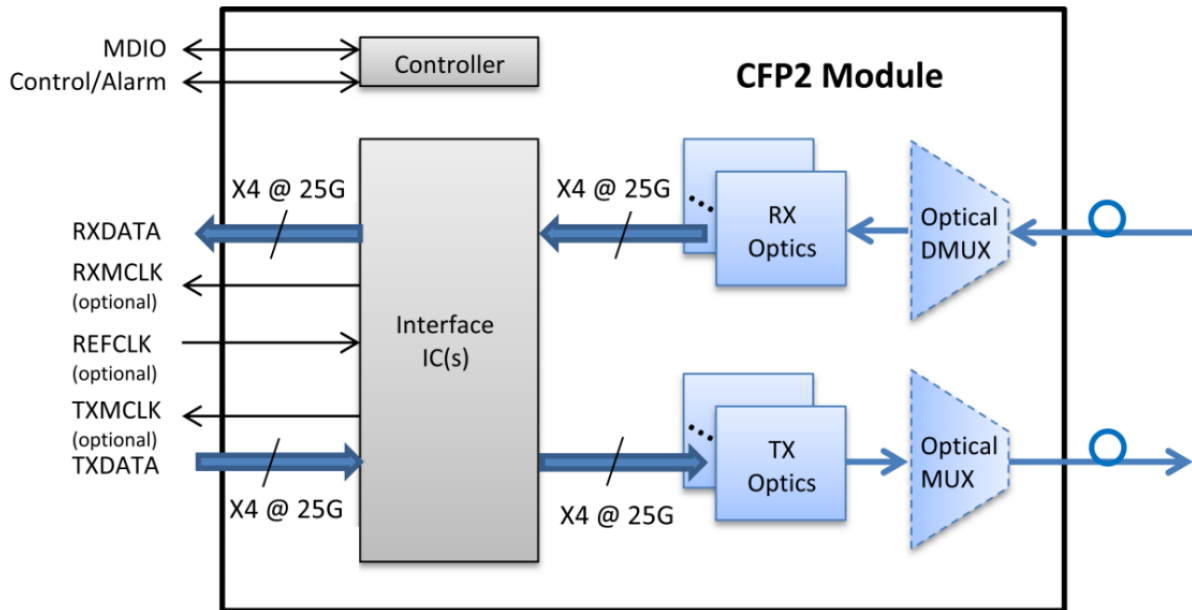 MDIO
Control/Alarm
Controller
CFP2 Module
X4 @ 25G
X4 @ 25G
RXDATA
RXMCLK
(optional)
REFCLK
(optional)
TXMCLK
(optional)
TXDATA
Interface
IC(s)
RX
Optics
Optical
DMUX
TX
Optics
Optical
MUX
X4 @ 25G
X4 @ 25G